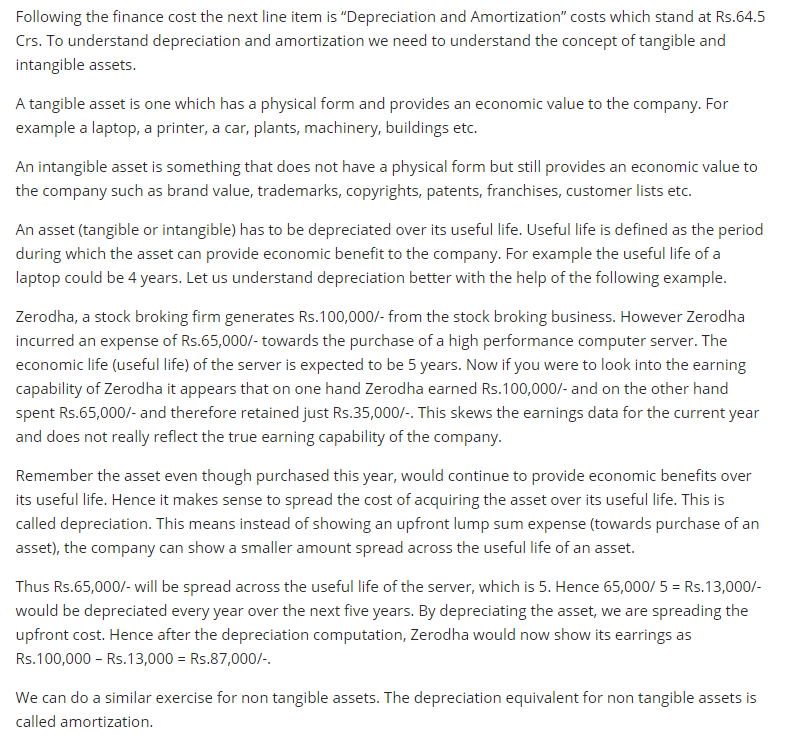 Following the finance cost the next line item is “Depreciation and Amortization” costs which stand at Rs.64.5
Crs. To understand depreciation and amortization we need to understand the concept of tangible and
intangible assets.
A tangible asset is one which has a physical form and provides an economic value to the company. For
example a laptop, a printer, a car, plants, machinery, buildings etc.
An intangible asset is something that does not have a physical form but still provides an economic value to
the company such as brand value, trademarks, copyrights, patents, franchises, customer lists etc.
An asset (tangible or intangible) has to be depreciated over its useful life. Useful life is defined as the period
during which the asset can provide economic benefit to the company. For example the useful life of a
laptop could be 4 years. Let us understand depreciation better with the help of the following example.
Zerodha, a stock broking firm generates Rs.100,000/- from the stock broking business. However Zerodha
incurred an expense of Rs.65,000/- towards the purchase of a high performance computer server. The
economic life (useful life) of the server is expected to be 5 years. Now if you were to look into the earning
capability of Zerodha it appears that on one hand Zerodha earned Rs.100,000/- and on the other hand
spent Rs.65,000/- and therefore retained just Rs.35,000/-. This skews the earnings data for the current year
and does not really reflect the true earning capability of the company.
Remember the asset even though purchased this year, would continue to provide economic benefits over
its useful life. Hence it makes sense to spread the cost of acquiring the asset over its useful life. This is
called depreciation. This means instead of showing an upfront lump sum expense (towards purchase of an
asset), the company can show a smaller amount spread across the useful life of an asset.
Thus Rs.65,000/- will be spread across the useful life of the server, which is 5. Hence 65,000/ 5 = Rs.13,000/-
would be depreciated every year over the next five years. By depreciating the asset, we are spreading the
upfront cost. Hence after the depreciation computation, Zerodha would now show its earrings as
Rs.100,000 – Rs.13,000 = Rs.87,000/-.
We can do a similar exercise for non tangible assets. The depreciation equivalent for non tangible assets is
called amortization.